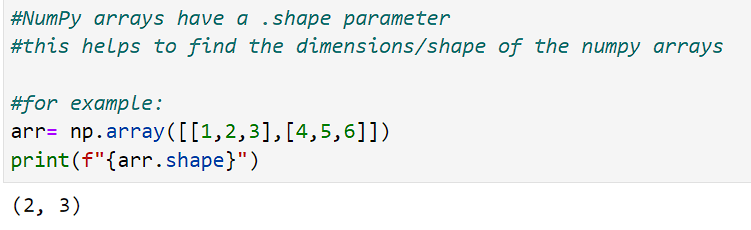 #NumPy arrays have a .shape parameter
#this helps to find the dimensions/shape of the numpy arrays
#for example:
arr= np.array([[1,2,3],[4,5,6]])
print(f"{arr.shape}")
(2, 3)